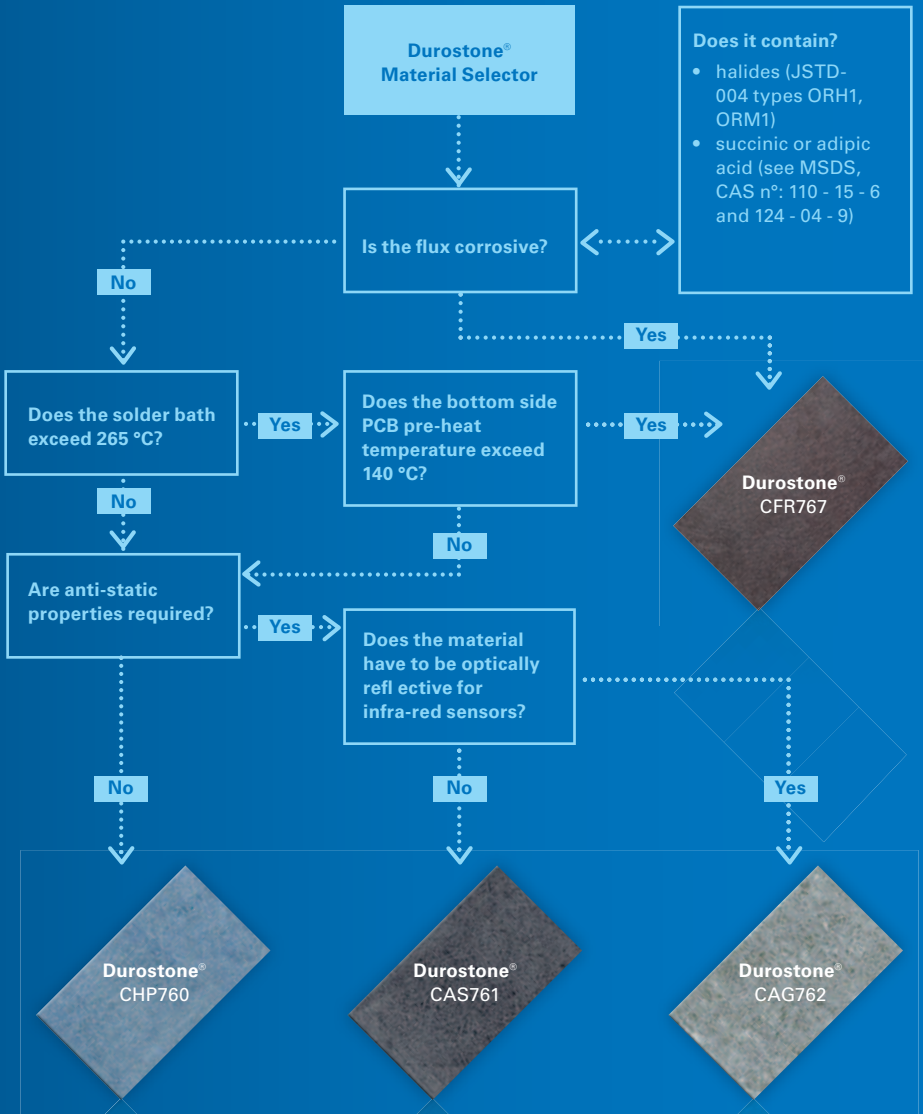 Durostone®
Material Selector
Does it contain?
• halides (JSTD-
004 types ORH1,
ORM1)
• succinic or adipic
acid (see MSDS,
CAS n°: 110 - 15 - 6
and 124 - 04 - 9)
Is the flux corrosive?
No
Yes
Does the solder bath
exceed 265 °C?
Yes
Does the bottom side
PCB pre-heat
temperature exceed
140 °C?
Yes
Durostone®
CFR767
No
No
Are anti-static
properties required?
Yes
Does the material
have to be optically
refl ective for
infra-red sensors?
No
No
Yes
Durostone®
CHP760
Durostone®
CAS761
Durostone®
CAG762